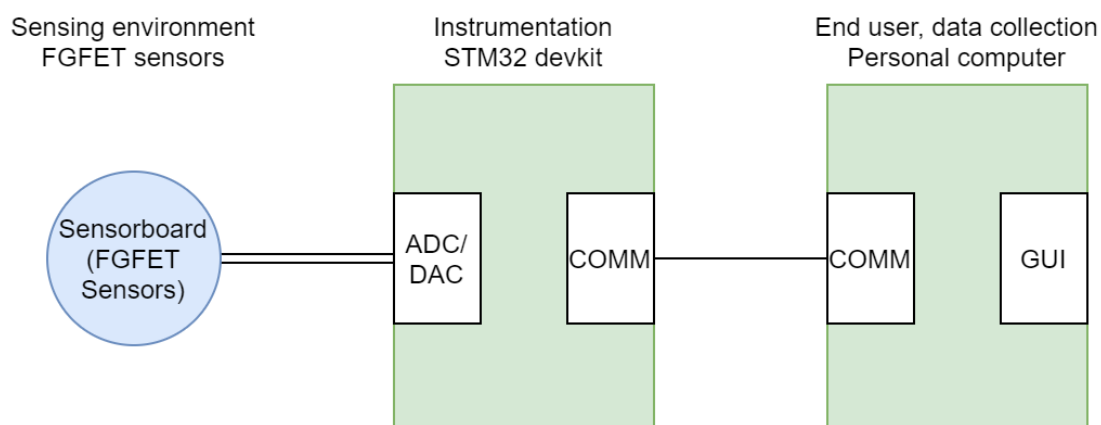 Sensing environment
FGFET sensors
Instrumentation
STM32 devkit
End user, data collection
Personal computer
Sensorboard
(FGFET
Sensors)
ADC/
DAC
COMM
COMM
GUI